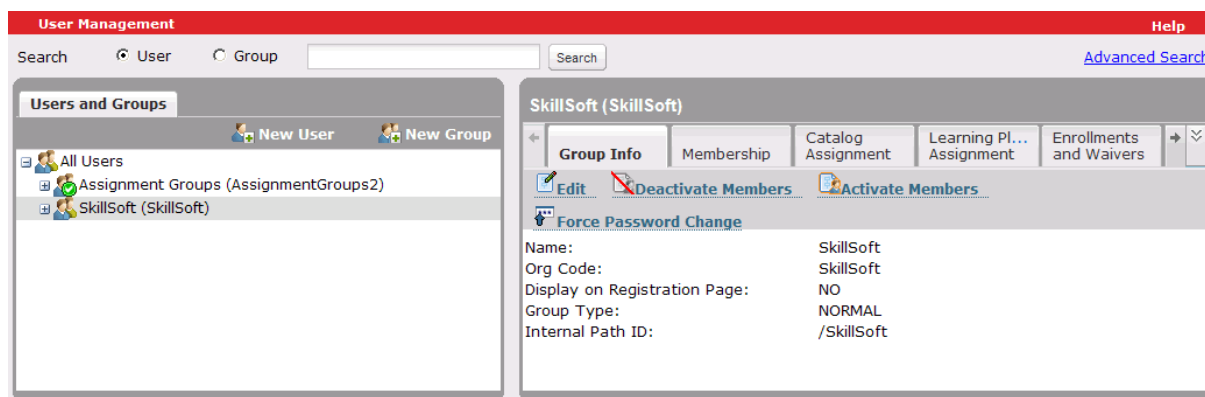 User Management
Help
Search User Group Search Advanced Search
Users and Groups
New User New Group
All Users
Assignment Groups (AssignmentGroups2)
SkillSoft (SkillSoft)
SkillSoft (SkillSoft)
Group Info
Membership
Catalog
Assignment
Learning Pl...
Assignment
Enrollments
and Waivers
Edit Deactivate Members Activate Members
Force Password Change
Name: SkillSoft
Org Code: SkillSoft
Display on Registration Page: NO
Group Type: NORMAL
Internal Path ID: /SkillSoft